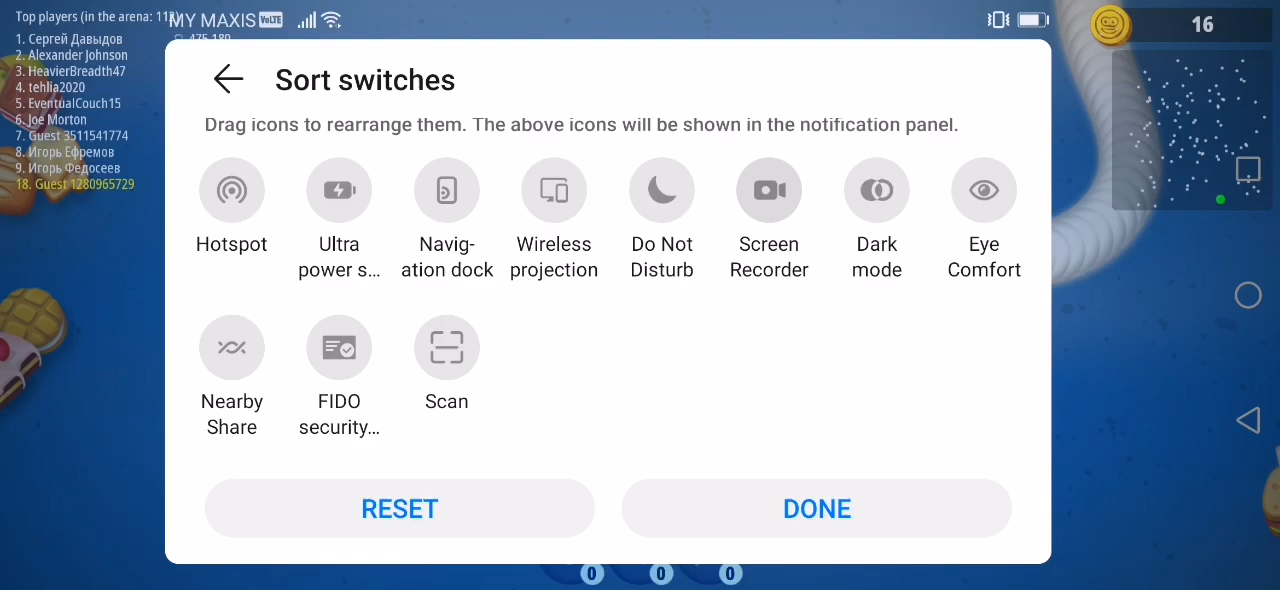 Top players (in the arena: 11
MY MAXIS VoLTE
1. Сергей Давыдов
2. Alexander Johnson
3. HeavierBreadth47
4. tehlia2020
5. EventualCouch15
6. Joe Morton
7. Guest 3511541774
8. Игорь Ефремов
9. Игорь Федосеев
18. Guest 1280965729
16
Sort switches
Drag icons to rearrange them. The above icons will be shown in the notification panel.
Hotspot
Ultra
power s...
Navig-
ation dock
Wireless
projection
Do Not
Disturb
Screen
Recorder
Dark
mode
Eye
Comfort
Nearby
Share
FIDO
security...
Scan
RESET
DONE
0
0
0